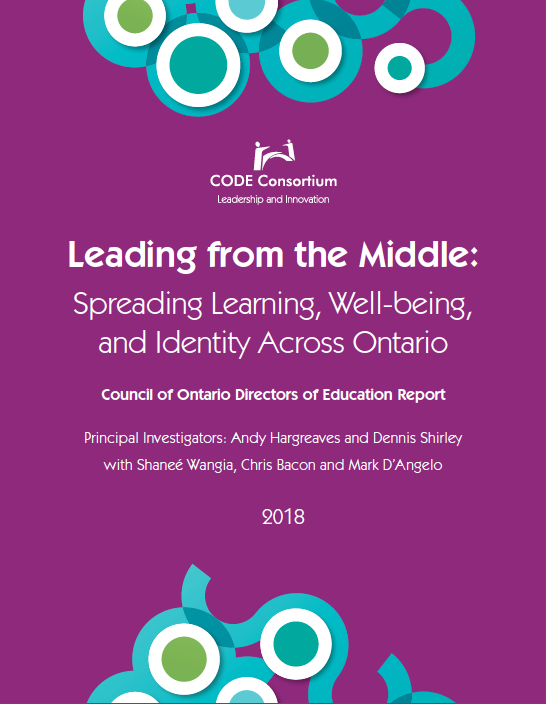 CODE Consortium
Leadership and Innovation
Leading from the Middle:
Spreading Learning, Well-being,
and Identity Across Ontario
Council of Ontario Directors of Education Report
Principal Investigators: Andy Hargreaves and Dennis Shirley
with Shaneé Wangia, Chris Bacon and Mark D'Angelo
2018